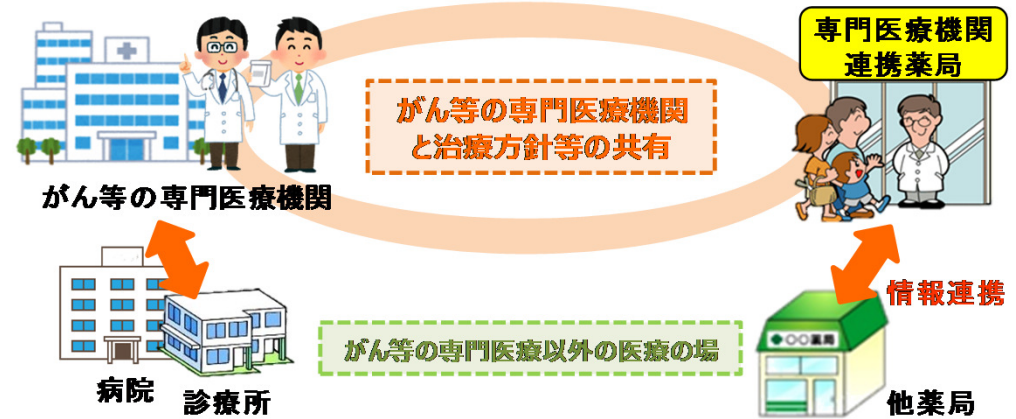 専門医療機関
連携薬局
がん等の専門医療機関
と治療方針等の共有
がん等の専門医療機関
情報連携
○○薬局
がん等の専門医療以外の医療の場
病院
診療所
他薬局